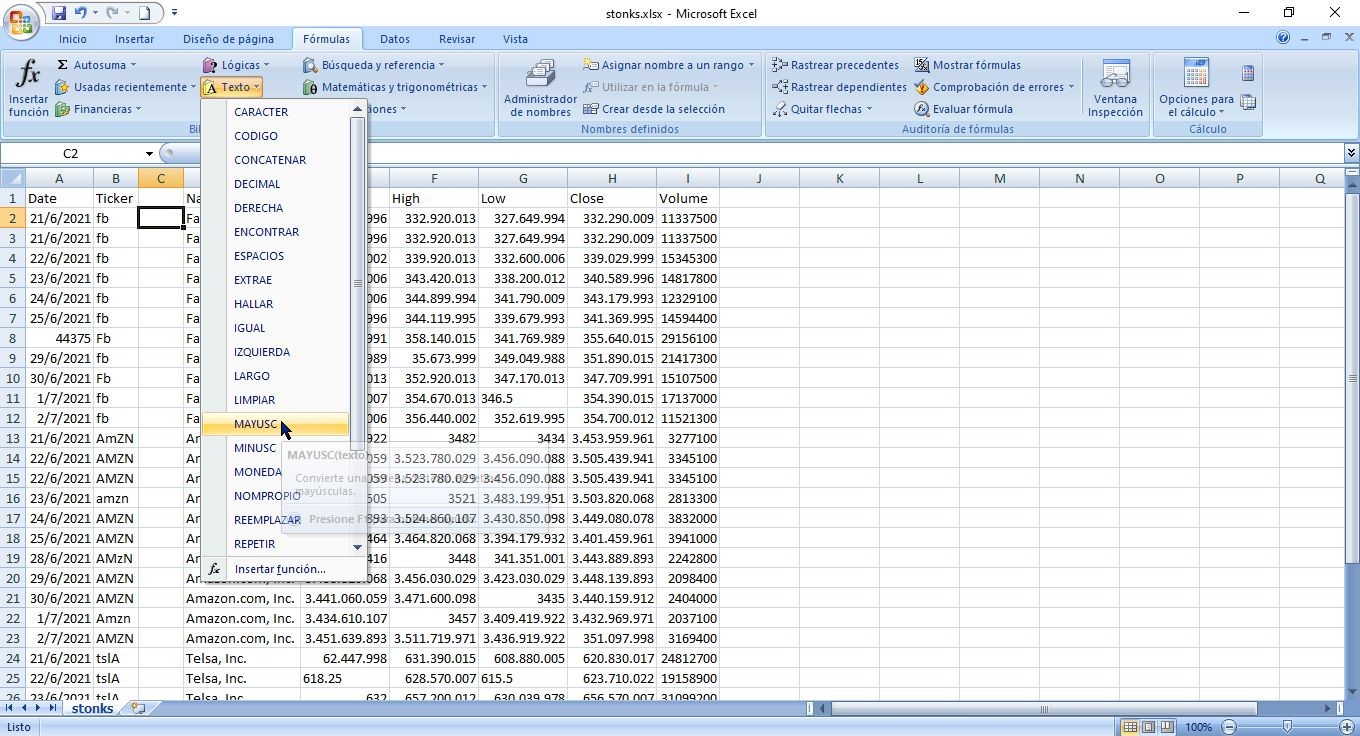 stonks.xlsx - Microsoft Excel
Inicio Insertar Diseño de página Fórmulas Datos Revisar Vista
fx Σ Autosuma Lógicas Búsqueda y referencia Asignar nombre a un rango Rastrear precedentes Mostrar fórmulas
Insertar función Usadas recientemente Texto Matemáticas y trigonométricas Administrador de nombres Utilizar en la fórmula Rastrear dependientes Comprobación de errores Ventana Inspección Opciones para el cálculo
Financieras Crear desde la selección Quitar flechas Evaluar fórmula
Nombres definidos Auditoría de fórmulas Cálculo
C2
A B C F G H I J K L M N O P Q
1 Date Ticker Na High Low Close Volume
2 21/6/2021 fb Fa 996 332.920.013 327.649.994 332.290.009 11337500
3 21/6/2021 fb Fa 996 332.920.013 327.649.994 332.290.009 11337500
4 22/6/2021 fb Fa 002 339.920.013 332.600.006 339.029.999 15345300
5 23/6/2021 fb Fa 006 343.420.013 338.200.012 340.589.996 14817800
6 24/6/2021 fb Fa 006 344.899.994 341.790.009 343.179.993 12329100
7 25/6/2021 fb Fa 996 344.119.995 339.679.993 341.369.995 14594400
8 44375 Fb Fa 991 358.140.015 341.769.989 355.640.015 29156100
9 29/6/2021 fb Fa 989 35.673.999 349.049.988 351.890.015 21417300
10 30/6/2021 Fb Fa 013 352.920.013 347.170.013 347.709.991 15107500
11 1/7/2021 fb Fa 007 354.670.013 346.5 354.390.015 17137000
12 2/7/2021 fb Fa 006 356.440.002 352.619.995 354.700.012 11521300
13 21/6/2021 AmZN Ar 922 3482 3434 3.453.959.961 3277100
14 22/6/2021 AMZN Ar 059 3.523.780.029 3.456.090.088 3.505.439.941 3345100
15 22/6/2021 AMZN Ar 059 3.523.780.029 3.456.090.088 3.505.439.941 3345100
16 23/6/2021 amzn Ar 505 3521 3.483.199.951 3.503.820.068 2813300
17 24/6/2021 AMZN Ar 893 3.524.860.107 3.430.850.098 3.449.080.078 3832000
18 25/6/2021 AMZN Ar 464 3.464.820.068 3.394.179.932 3.401.459.961 3941000
19 28/6/2021 AMzN Ar 416 3448 341.351.001 3.443.889.893 2242800
20 29/6/2021 AMZN 068 3.456.030.029 3.423.030.029 3.448.139.893 2098400
21 30/6/2021 AMZN Amazon.com, Inc. 3.441.060.059 3.471.600.098 3435 3.440.159.912 2404000
22 1/7/2021 Amzn Amazon.com, Inc. 3.434.610.107 3457 3.409.419.922 3.432.969.971 2037100
23 2/7/2021 AMZN Amazon.com, Inc. 3.451.639.893 3.511.719.971 3.436.919.922 351.097.998 3169400
24 21/6/2021 tslA Telsa, Inc. 62.447.998 631.390.015 608.880.005 620.830.017 24812700
25 22/6/2021 tslA Telsa, Inc. 618.25 628.570.007 615.5 623.710.022 19158900
26 23/6/2021 tslA Telsa, Inc. 632 657.200.012 630.039.978 656.570.007 31099200
CARACTER
CODIGO
CONCATENAR
DECIMAL
DERECHA
ENCONTRAR
ESPACIOS
EXTRAE
HALLAR
IGUAL
IZQUIERDA
LARGO
LIMPIAR
MAYUSC
MINUSC
MONEDA
NOMPROPIO
REEMPLAZAR
REPETIR
fx Insertar función...
MAYUSC(texto)
Convierte una
mayúsculas.
Presione F1
stonks
Listo 100%